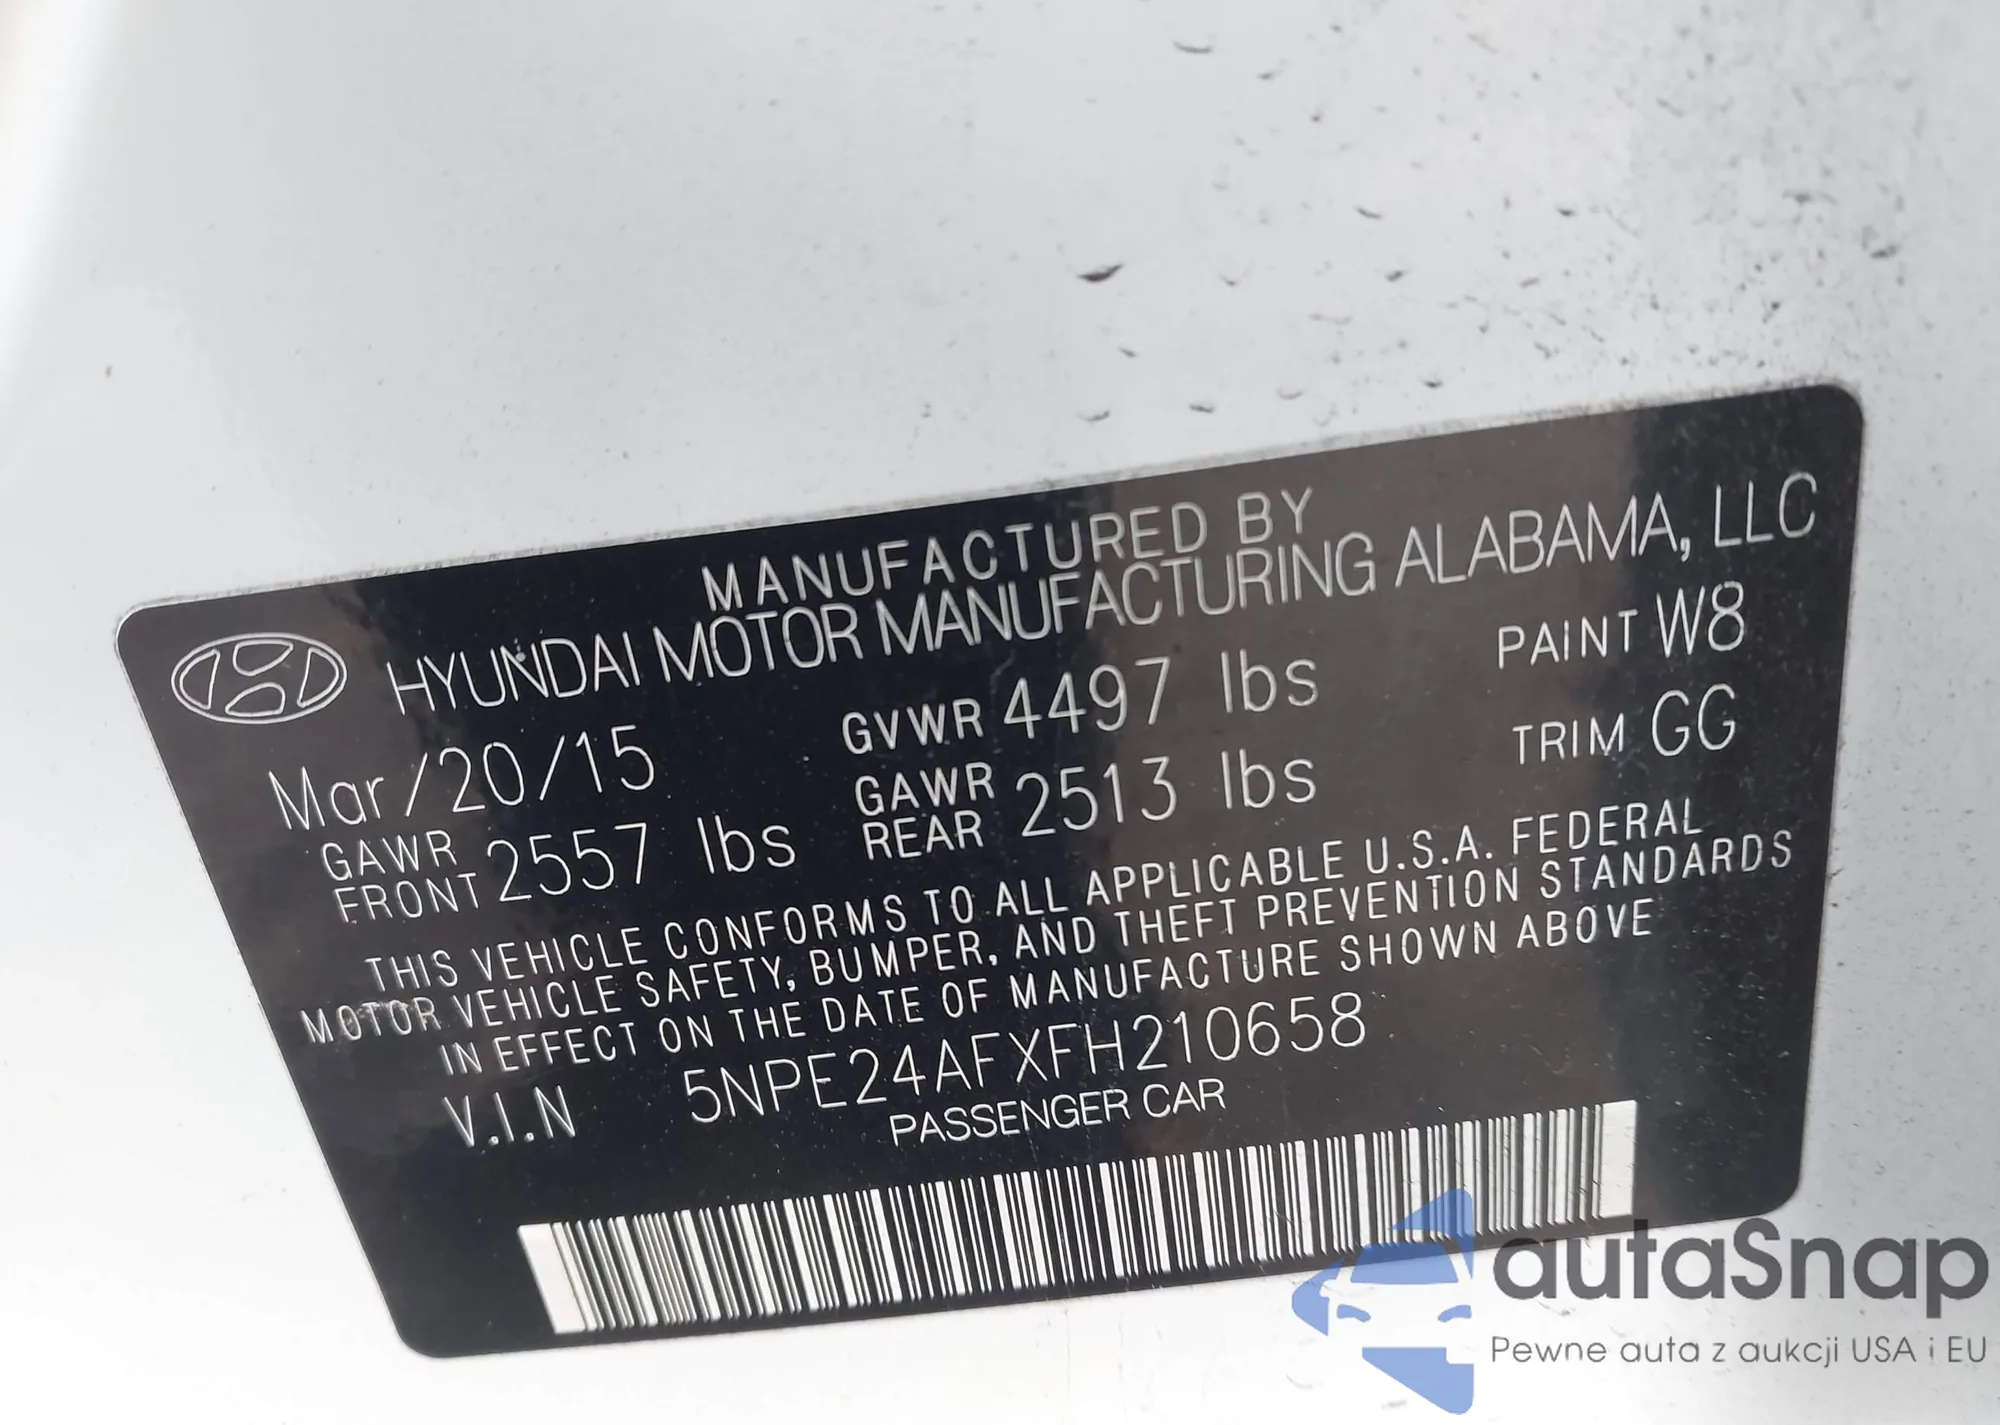 MANUFACTURED BY
HYUNDAI MOTOR MANUFACTURING ALABAMA, LLC
Mar/20/15 GVWR 4497 lbs PAINT W8
GAWR FRONT 2557 lbs GAWR REAR 2513 lbs TRIM GG
THIS VEHICLE CONFORMS TO ALL APPLICABLE U.S.A. FEDERAL
MOTOR VEHICLE SAFETY, BUMPER, AND THEFT PREVENTION STANDARDS
IN EFFECT ON THE DATE OF MANUFACTURE SHOWN ABOVE
V.I.N 5NPE24AFXFH210658
PASSENGER CAR
autaSnap
Pewne auta z aukcji USA i EU